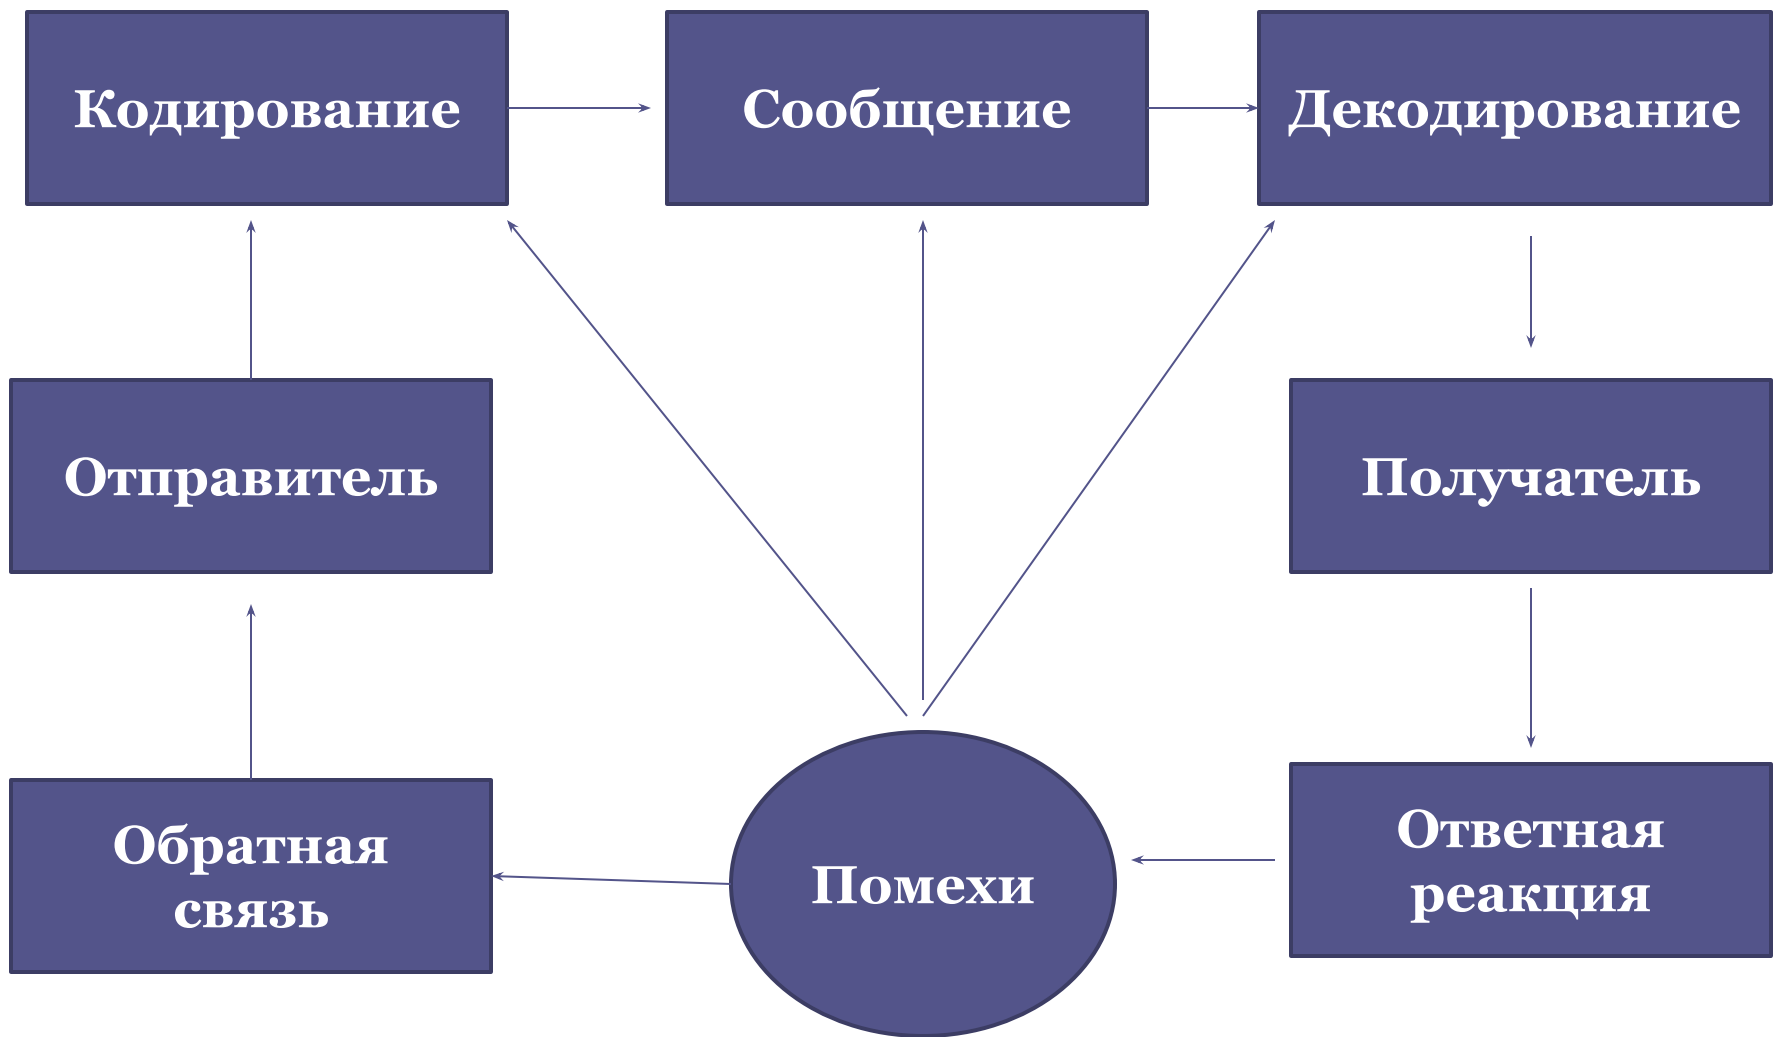 Кодирование
Сообщение
Декодирование
Отправитель
Получатель
Обратная
связь
Помехи
Ответная
реакция